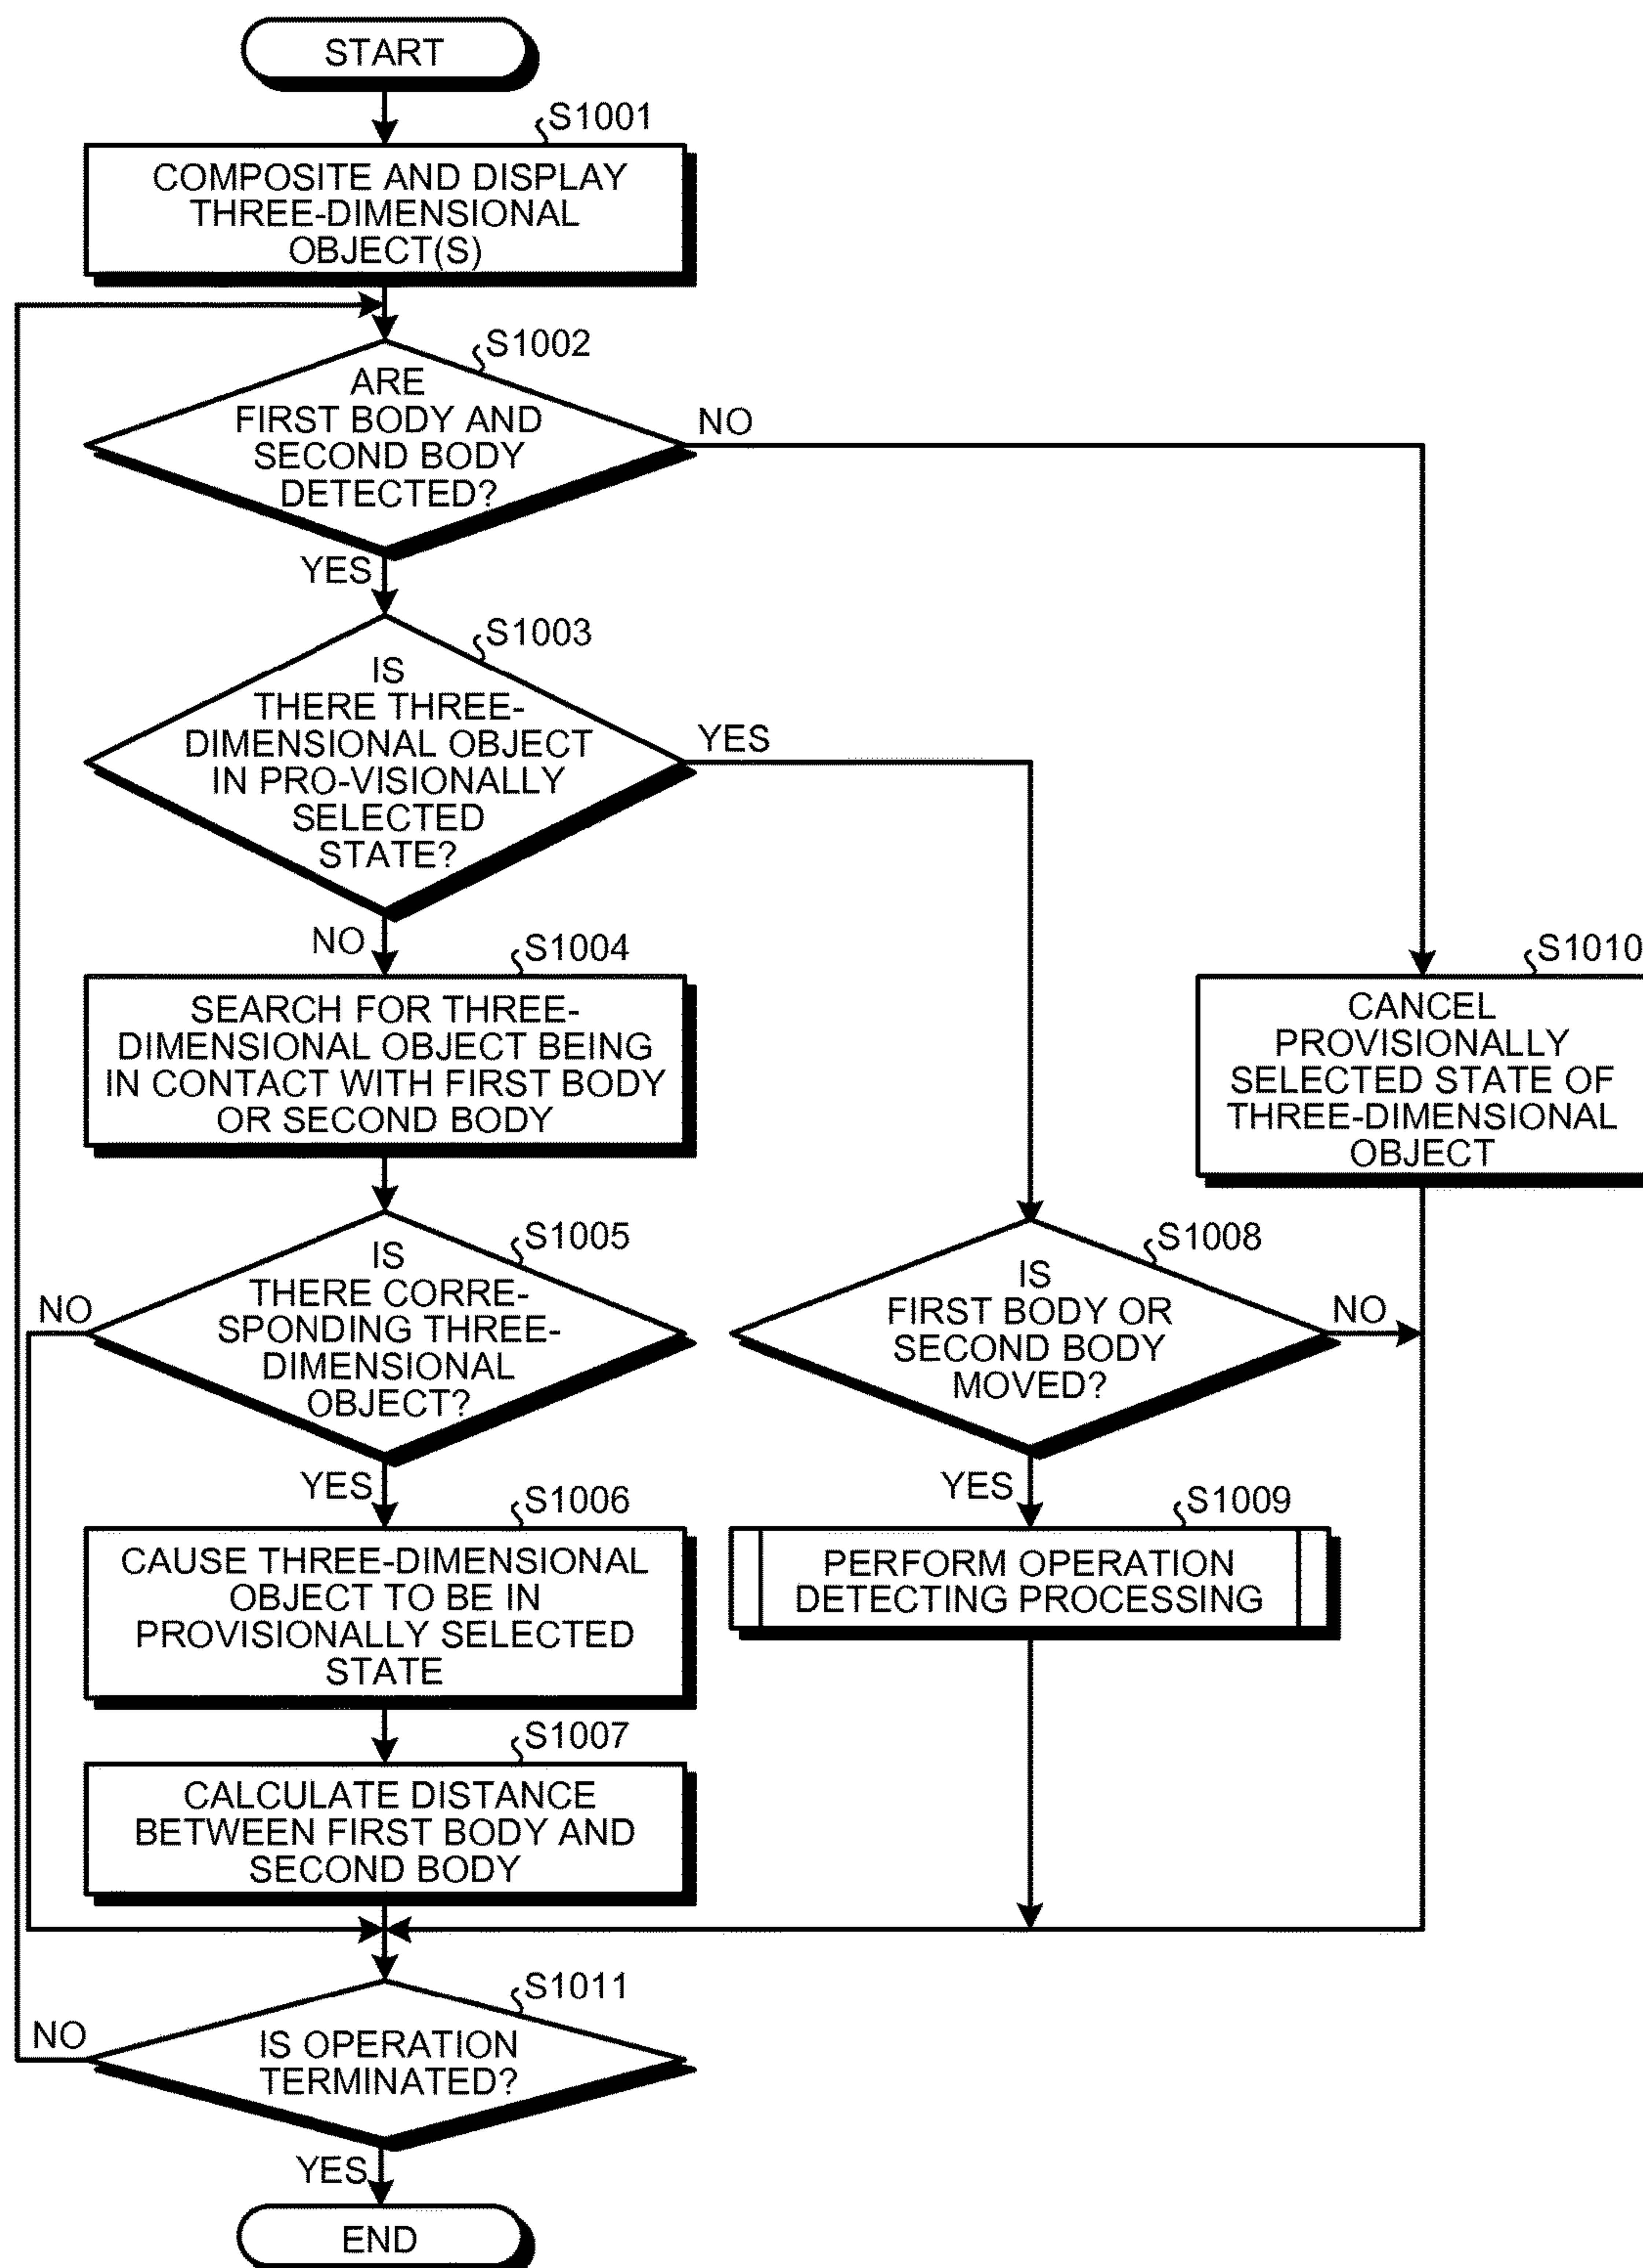 START
S1001
COMPOSITE AND DISPLAY
THREE-DIMENSIONAL
OBJECT(S)
S1002
ARE
FIRST BODY AND
SECOND BODY
DETECTED?
NO
YES
S1003
IS
THERE THREE-
DIMENSIONAL OBJECT
IN PRO-VISIONALLY
SELECTED
STATE?
YES
NO
S1004
SEARCH FOR THREE-
DIMENSIONAL OBJECT BEING
IN CONTACT WITH FIRST BODY
OR SECOND BODY
S1010
CANCEL
PROVISIONALLY
SELECTED STATE OF
THREE-DIMENSIONAL
OBJECT
S1005
IS
THERE CORRE-
SPONDING THREE-
DIMENSIONAL
OBJECT?
NO
YES
S1008
IS
FIRST BODY OR
SECOND BODY
MOVED?
NO
YES
S1006
CAUSE THREE-DIMENSIONAL
OBJECT TO BE IN
PROVISIONALLY SELECTED
STATE
S1009
PERFORM OPERATION
DETECTING PROCESSING
S1007
CALCULATE DISTANCE
BETWEEN FIRST BODY AND
SECOND BODY
S1011
IS OPERATION
TERMINATED?
NO
YES
END